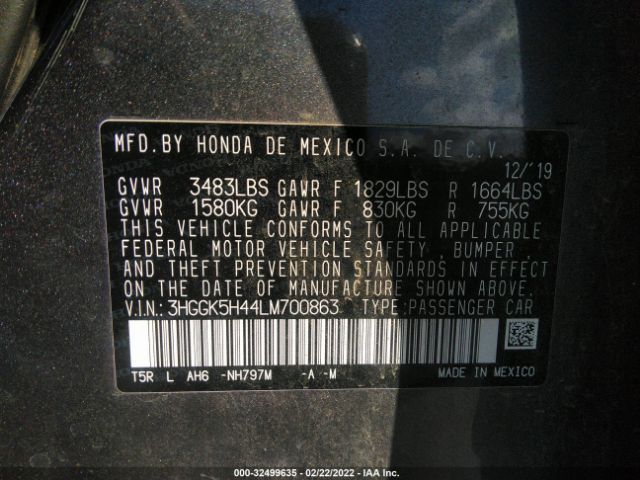 MFD. BY HONDA DE MEXICO S.A. DE C.V.
12/'19
GVWR 3483LBS GAWR F 1829LBS R 1664LBS
GVWR 1580KG GAWR F 830KG R 755KG
THIS VEHICLE CONFORMS TO ALL APPLICABLE
FEDERAL MOTOR VEHICLE SAFETY, BUMPER,
AND THEFT PREVENTION STANDARDS IN EFFECT
ON THE DATE OF MANUFACTURE SHOWN ABOVE.
V.I.N.: 3HGGK5H44LM700863 TYPE: PASSENGER CAR
T5R L AH6 -NH797M -A -M MADE IN MEXICO
000-32499635 - 02/22/2022 - IAA Inc.